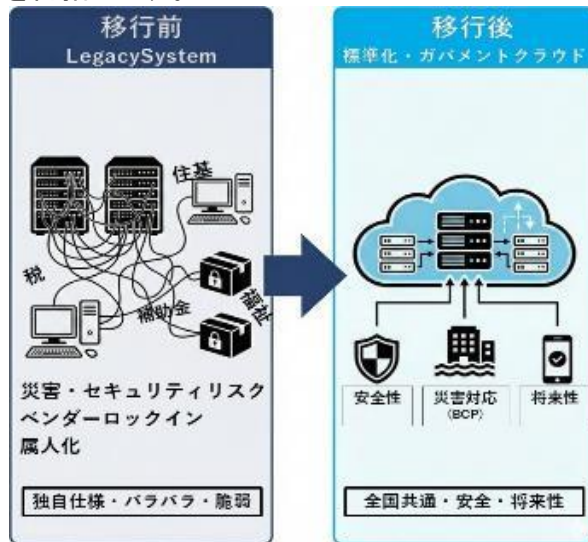 移行前
LegacySystem
住基
税
補助金
福祉
災害・セキュリティリスク
ベンダーロックイン
属人化
独自仕様・バラバラ・脆弱
移行後
標準化・ガバメントクラウド
安全性
災害対応
(BCP)
将来性
全国共通・安全・将来性